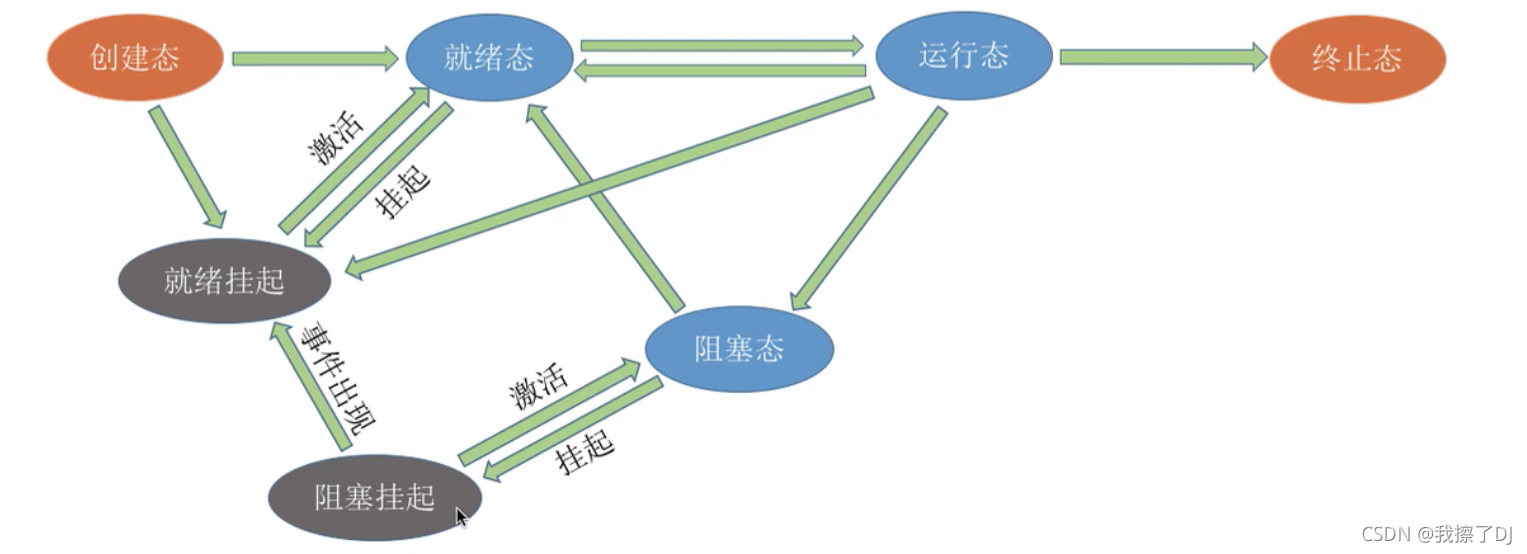 创建态
就绪态
运行态
终止态
激活
挂起
就绪挂起
事件出现
阻塞态
激活
挂起
阻塞挂起
CSDN @我擦了DJ